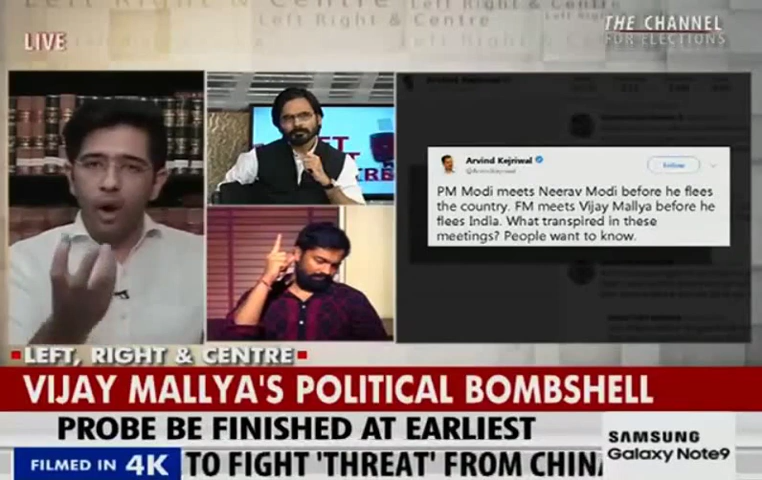 Left Right & Centre
Left Right
LIVE
THE CHANNEL
FOR ELECTIONS
Arvind Kejriwal
@ArvindKejriwal
Follow
PM Modi meets Neerav Modi before he flees
the country. FM meets Vijay Mallya before he
flees India. What transpired in these
meetings? People want to know.
LEFT, RIGHT & CENTRE
VIJAY MALLYA'S POLITICAL BOMBSHELL
PROBE BE FINISHED AT EARLIEST
FILMED IN 4K
TO FIGHT 'THREAT' FROM CHINA
SAMSUNG
Galaxy Note9